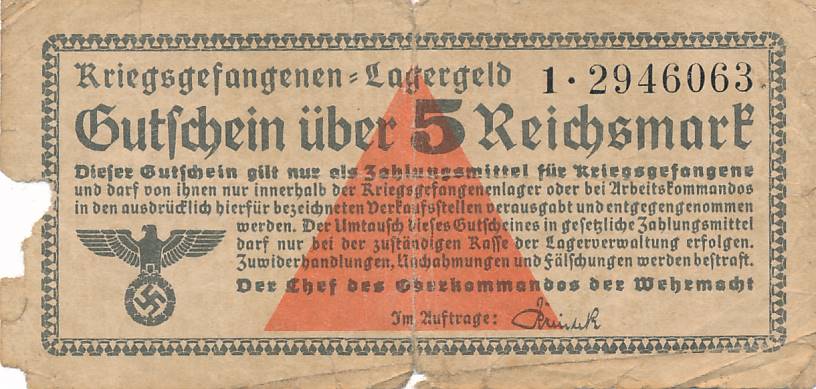 Kriegsgefangenen-Lagergeld 1·2946063
Gutschein über 5 Reichsmark
Dieser Gutschein gilt nur als Zahlungsmittel für Kriegsgefangene
und darf von ihnen nur innerhalb der Kriegsgefangenenlager oder bei Arbeitskommandos
in den ausdrücklich hierfür bezeichneten Verkaufsstellen verausgabt und entgegengenommen
werden. Der Umtausch dieses Gutscheines in gesetzliche Zahlungsmittel
darf nur bei der zuständigen Kasse der Lagerverwaltung erfolgen.
Zuwiderhandlungen, Nachahmungen und Fälschungen werden bestraft.
Der Chef des Oberkommandos der Wehrmacht
Im Auftrage: